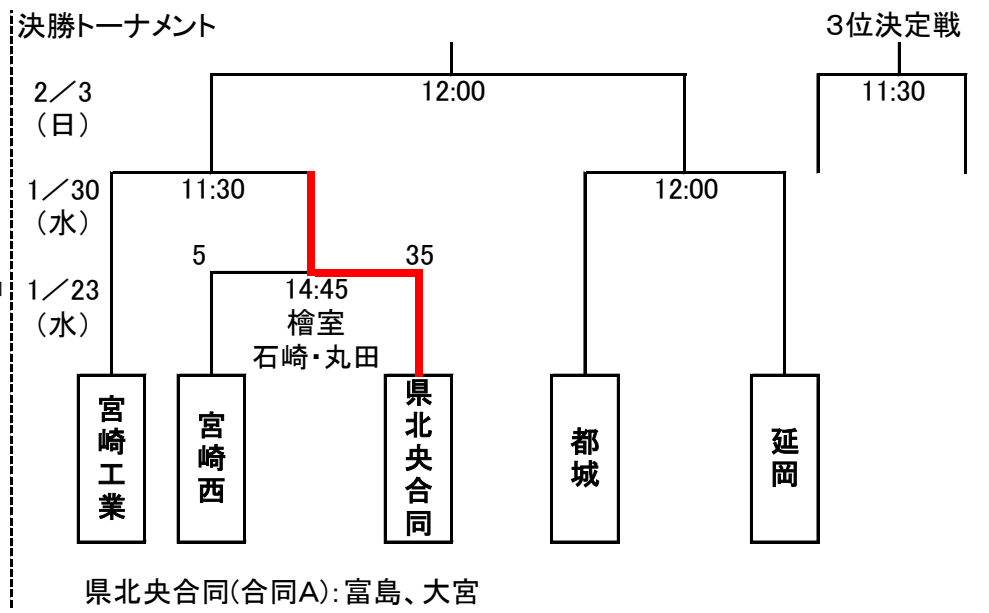 決勝トーナメント
3位決定戦
2／3
（日）
12:00
11:30
1／30
（水）
11:30
12:00
5
35
1／23
（水）
14:45
檜室
石崎・丸田
宮崎工業
宮崎西
県北央合同
都城
延岡
県北央合同(合同A)：富島、大宮